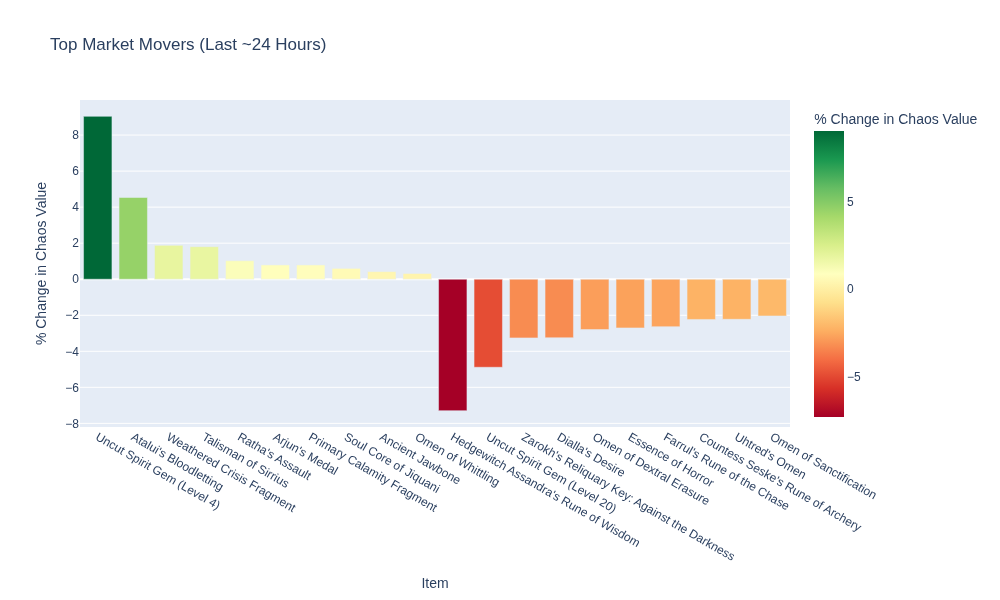 Top Market Movers (Last ~24 Hours)
% Change in Chaos Value
8
6
4
2
0
−2
−4
−6
−8
Uncut Spirit Gem (Level 4)
Atalui's Bloodletting
Weathered Crisis Fragment
Talisman of Sirrius
Ratha's Assault
Arjun's Medal
Primary Calamity Fragment
Soul Core of Jiquani
Ancient Jawbone
Omen of Whittling
Hedgewitch Assandra's Rune of Wisdom
Uncut Spirit Gem (Level 20)
Zarokh's Reliquary Key: Against the Darkness
Dialla's Desire
Omen of Dextral Erasure
Essence of Horror
Farrul's Rune of the Chase
Countess Seske's Rune of Archery
Uhtred's Omen
Omen of Sanctification
Item
% Change in Chaos Value
5
0
−5